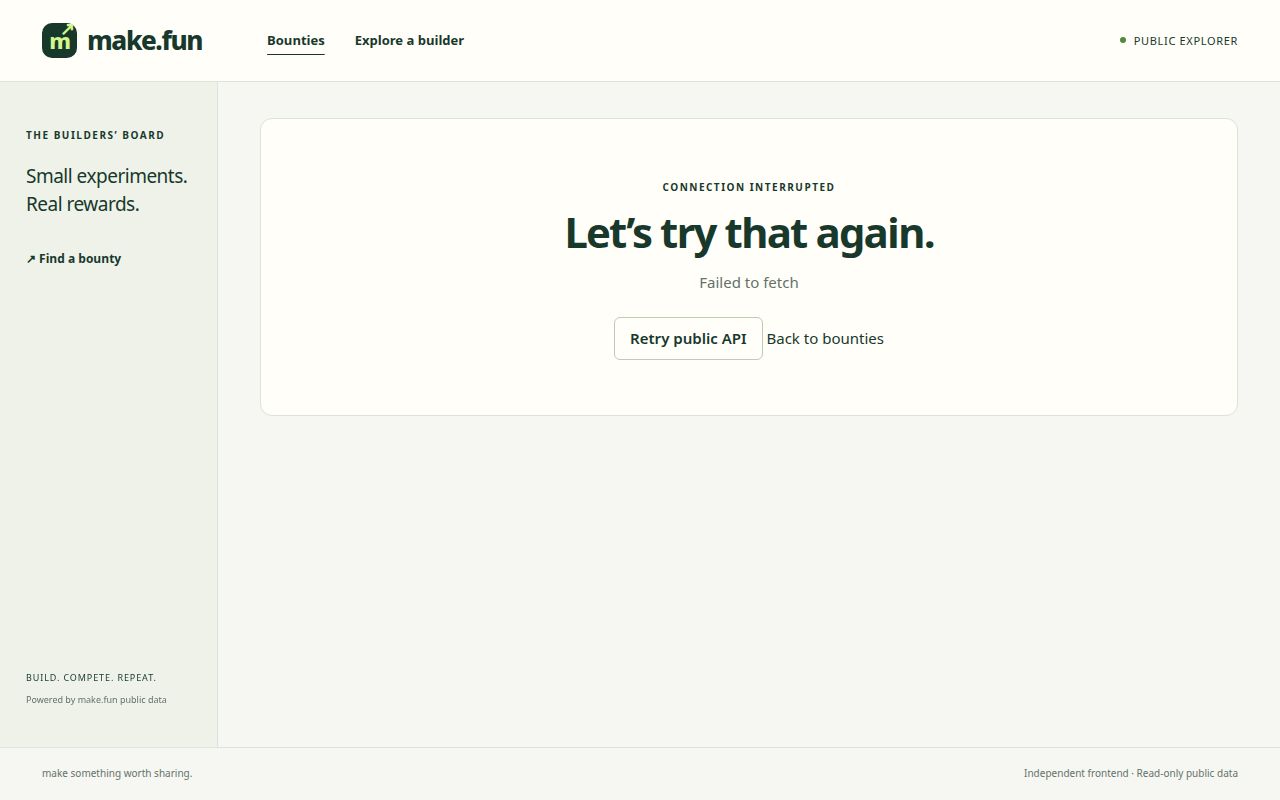 m
make.fun
Bounties
Explore a builder
PUBLIC EXPLORER
THE BUILDERS’ BOARD
Small experiments.
Real rewards.
↗ Find a bounty
CONNECTION INTERRUPTED
Let’s try that again.
Failed to fetch
Retry public API
Back to bounties
BUILD. COMPETE. REPEAT.
Powered by make.fun public data
make something worth sharing.
Independent frontend · Read-only public data